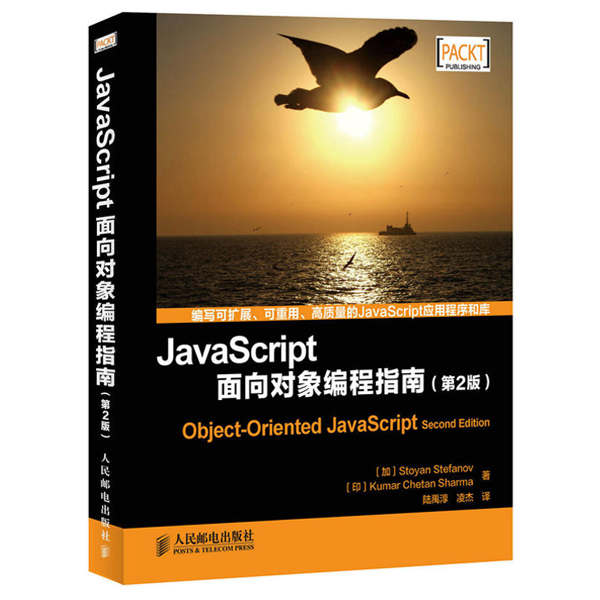 PACKT
JavaScript 面向对象编程指南(第2版)
人民邮电出版社
PACKT
PUBLISHING
编写可扩展、可重用、高质量的JavaScript应用程序和库
JavaScript
面向对象编程指南(第2版)
Object-Oriented JavaScript Second Edition
[加] Stoyan Stefanov
[印] Kumar Chetan Sharma 著
陆禹淳 凌杰 译
人民邮电出版社
POSTS & TELECOM PRESS